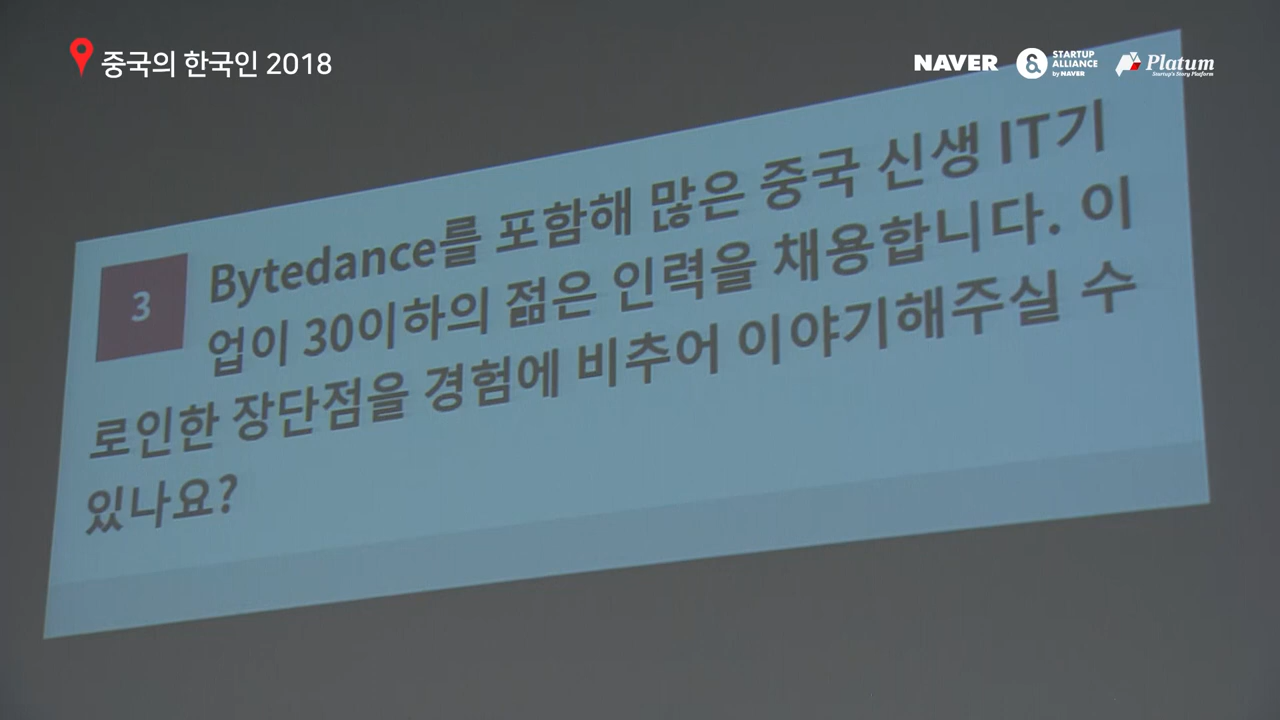 중국의 한국인 2018
NAVER
STARTUP
ALLIANCE
by NAVER
Platum
Startup's Story Platform
3
Bytedance를 포함해 많은 중국 신생 IT기
업이 30이하의 젊은 인력을 채용합니다. 이
로인한 장단점을 경험에 비추어 이야기해주실 수
있나요?